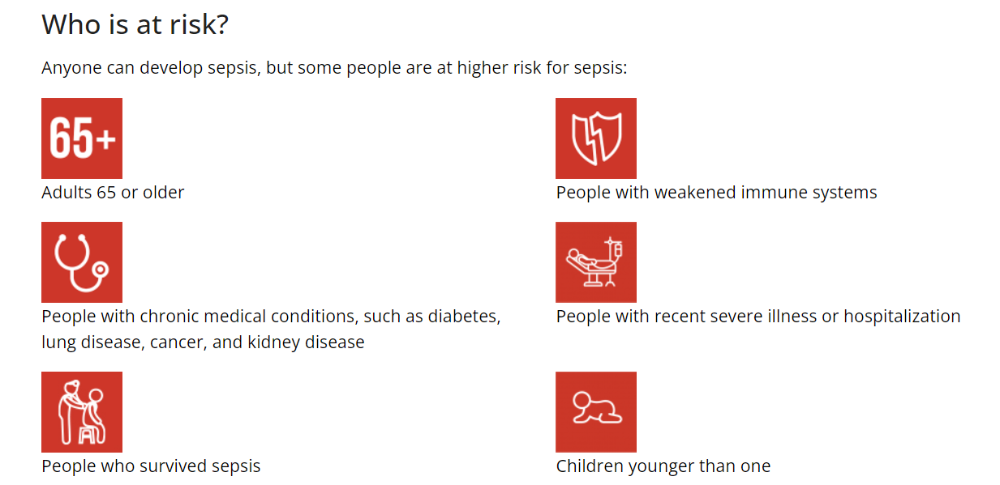 Who is at risk?
Anyone can develop sepsis, but some people are at higher risk for sepsis:
65+
Adults 65 or older
People with weakened immune systems
People with chronic medical conditions, such as diabetes,
lung disease, cancer, and kidney disease
People with recent severe illness or hospitalization
People who survived sepsis
Children younger than one